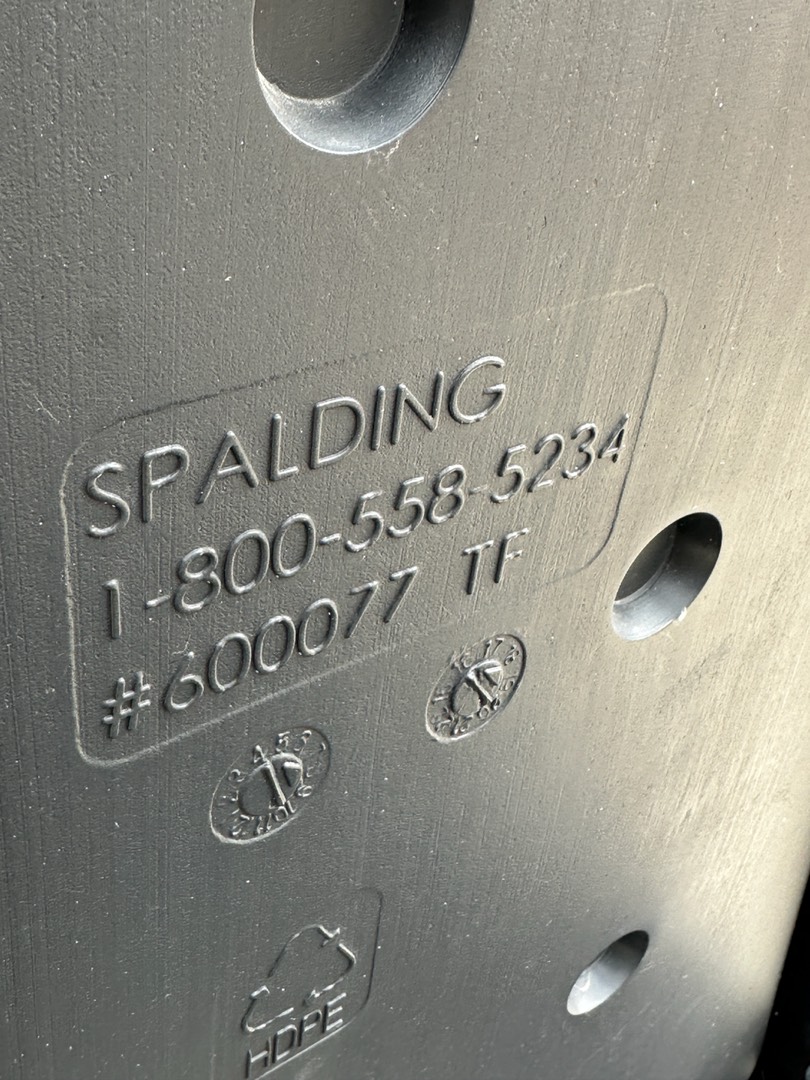 SPALDING
1-800-558-5234
#600077 TF
HDPE